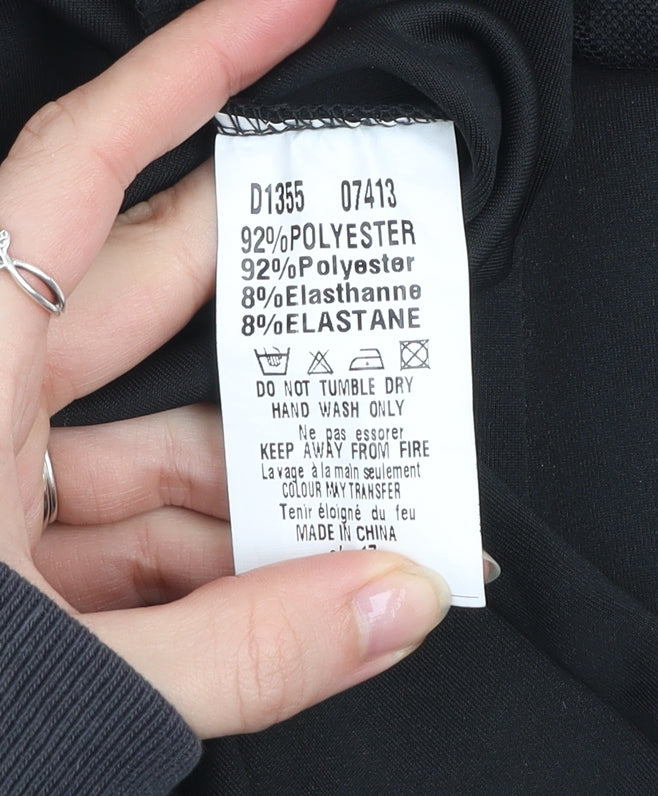 D1355 07413
92%POLYESTER
92%Polyester
8%Elasthanne
8%ELASTANE
DO NOT TUMBLE DRY
HAND WASH ONLY
Ne pas essorer
KEEP AWAY FROM FIRE
Lavage à la main seulement
COLOUR MAY TRANSFER
Tenir éloigné du feu
MADE IN CHINA